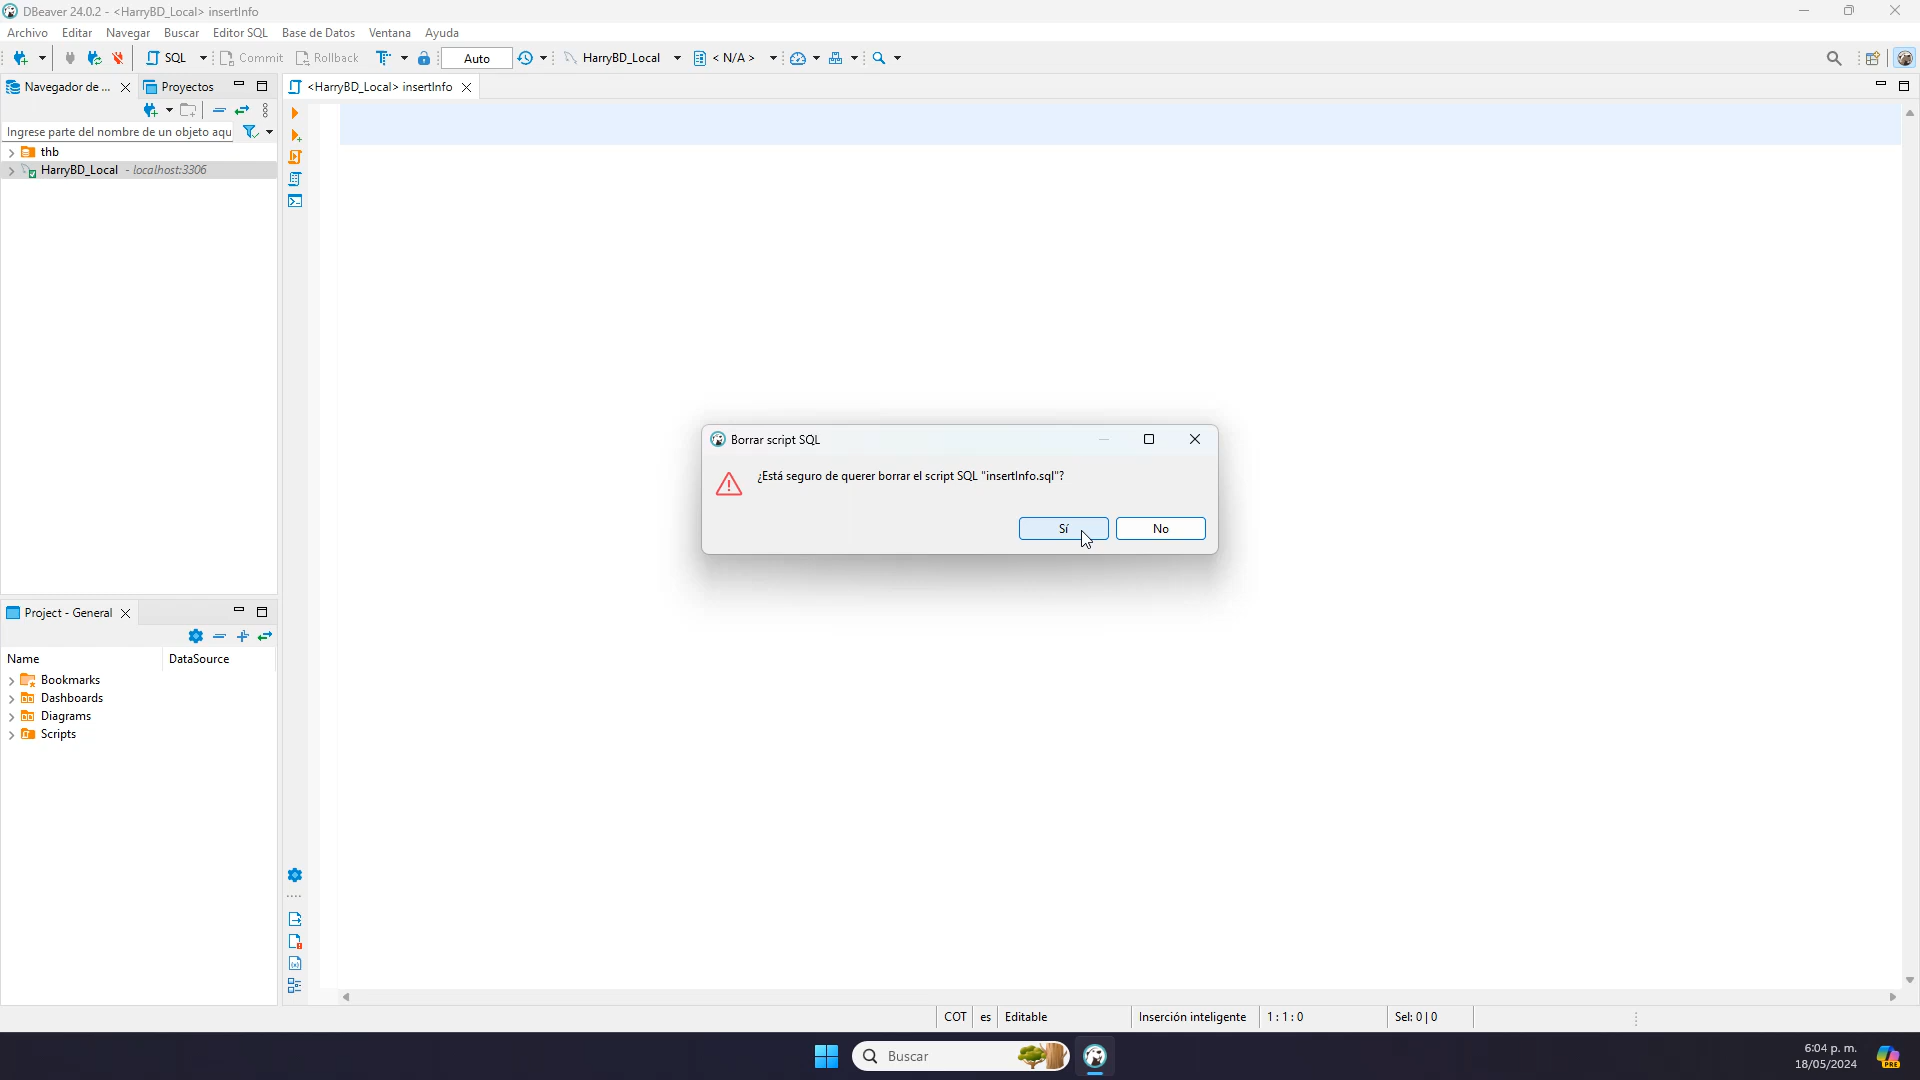 DBeaver 24.0.2 - <HarryBD_Local> insertInfo
Archivo Editar Navegar Buscar Editor SQL Base de Datos Ventana Ayuda
SQL Commit Rollback Auto HarryBD_Local < N/A >
Navegador de ... Proyectos <HarryBD_Local> insertInfo
Ingrese parte del nombre de un objeto aqu
thb
HarryBD_Local - localhost:3306
Borrar script SQL
¿Está seguro de querer borrar el script SQL "insertInfo.sql"?
Sí No
Project - General
Name DataSource
Bookmarks
Dashboards
Diagrams
Scripts
COT es Editable Inserción inteligente 1 : 1 : 0 Sel: 0 | 0
Buscar
6:04 p. m.
18/05/2024
PRE